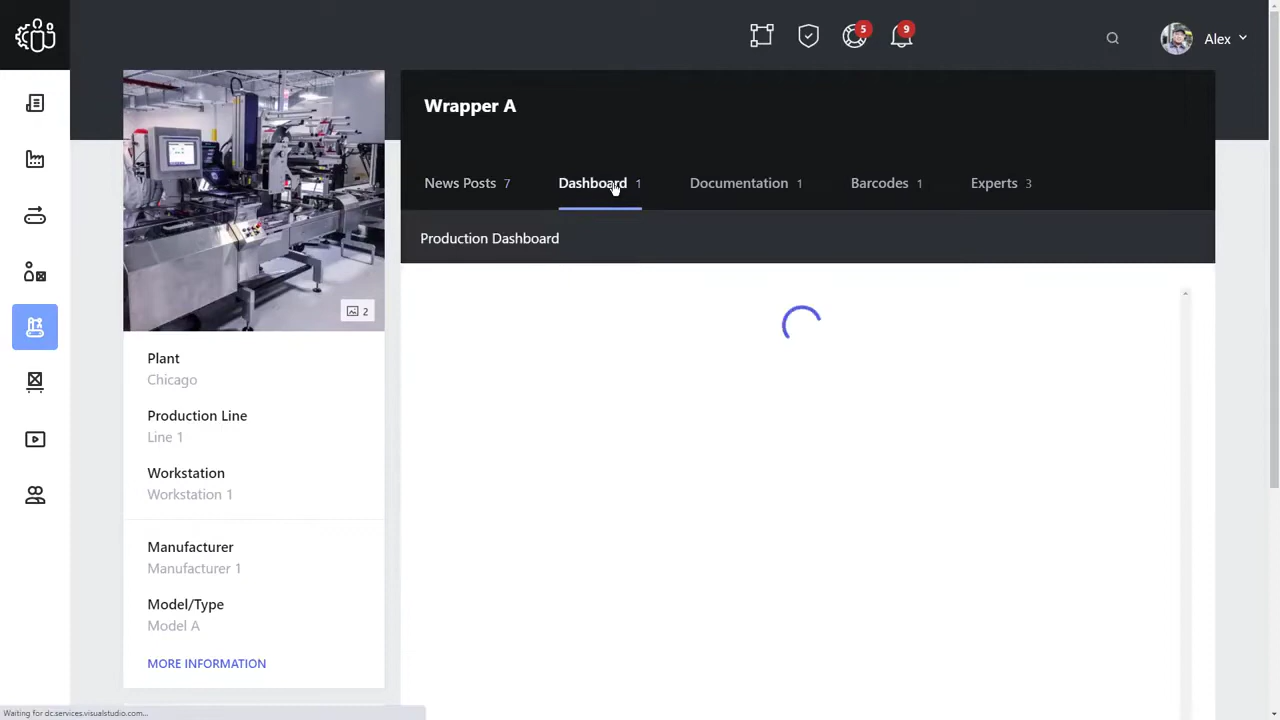 5
9
Alex
Wrapper A
News Posts 7
Dashboard 1
Documentation 1
Barcodes 1
Experts 3
Production Dashboard
2
Plant
Chicago
Production Line
Line 1
Workstation
Workstation 1
Manufacturer
Manufacturer 1
Model/Type
Model A
MORE INFORMATION
Waiting for dc.services.visualstudio.com...